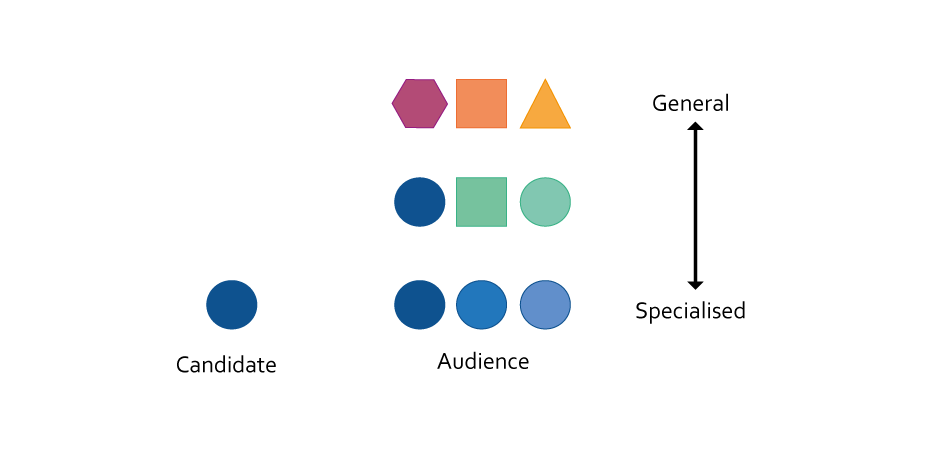 General
Specialised
Candidate
Audience